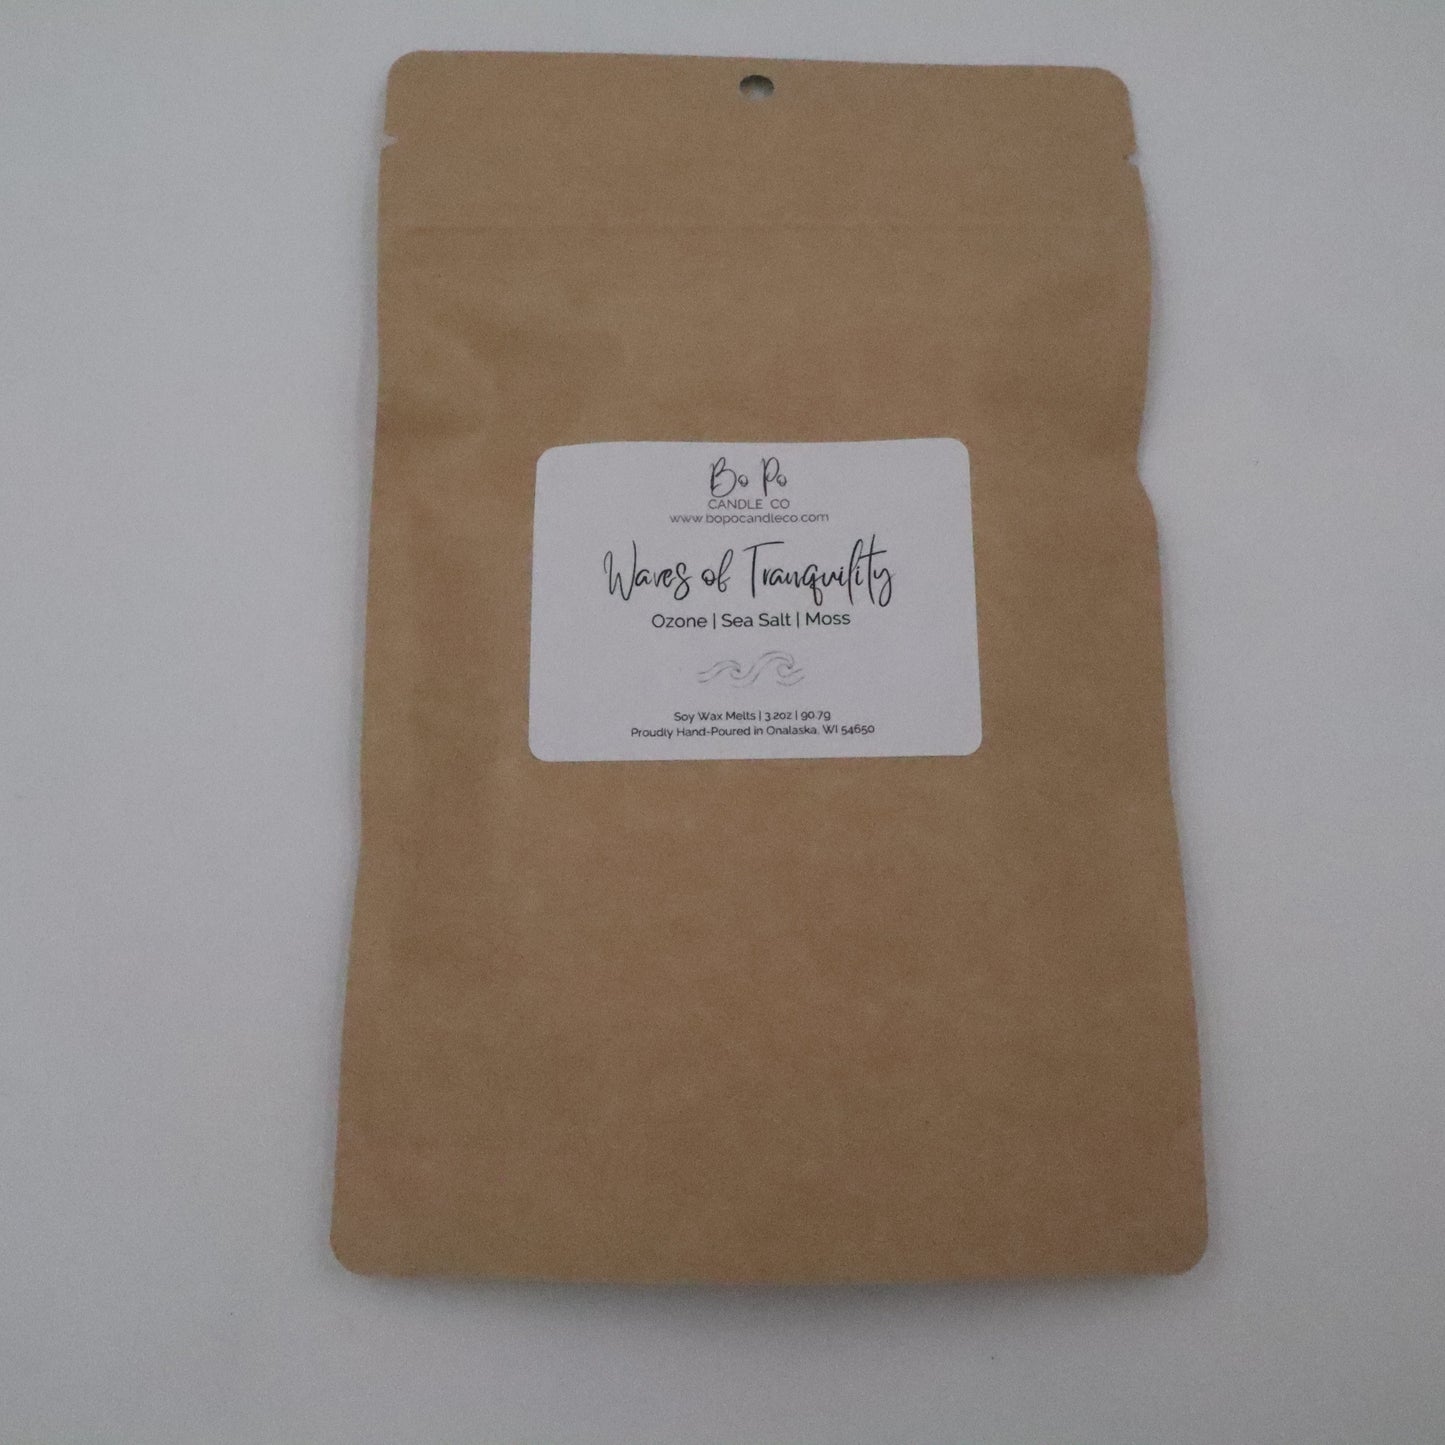 Bo Po
CANDLE CO
www.bopocandleco.com
Waves of Tranquility
Ozone | Sea Salt | Moss
Soy Wax Melts | 3.2oz | 90.7g
Proudly Hand-Poured in Onalaska, WI 54650